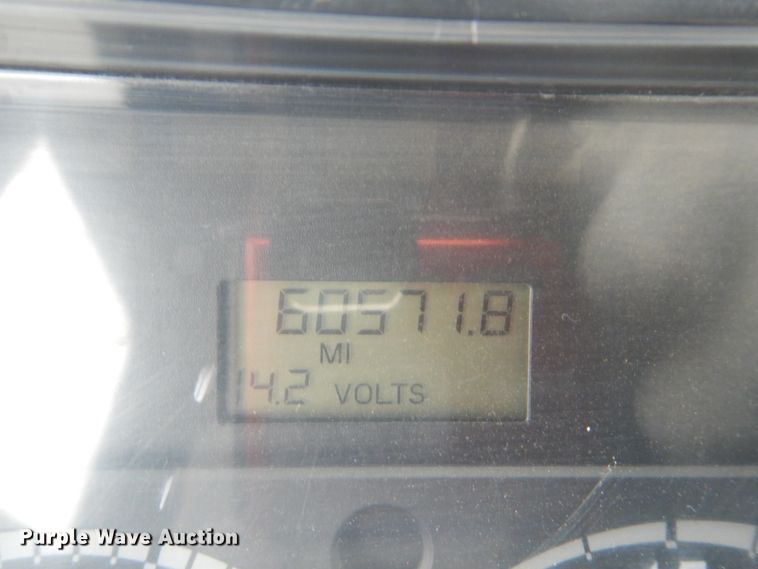 60571.8
MI
14.2 VOLTS
Purple Wave Auction